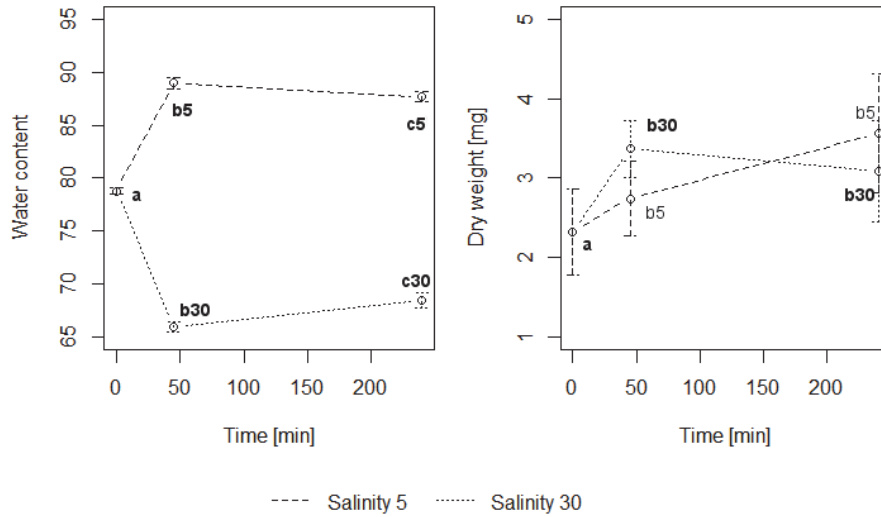 Water content
95
90
85
80
75
70
65
b5
c5
a
b30
c30
0 50 100 150 200
Time [min]
Dry weight [mg]
5
4
3
2
1
b30
b5
a
b5
b30
0 50 100 150 200
Time [min]
Salinity 5 Salinity 30